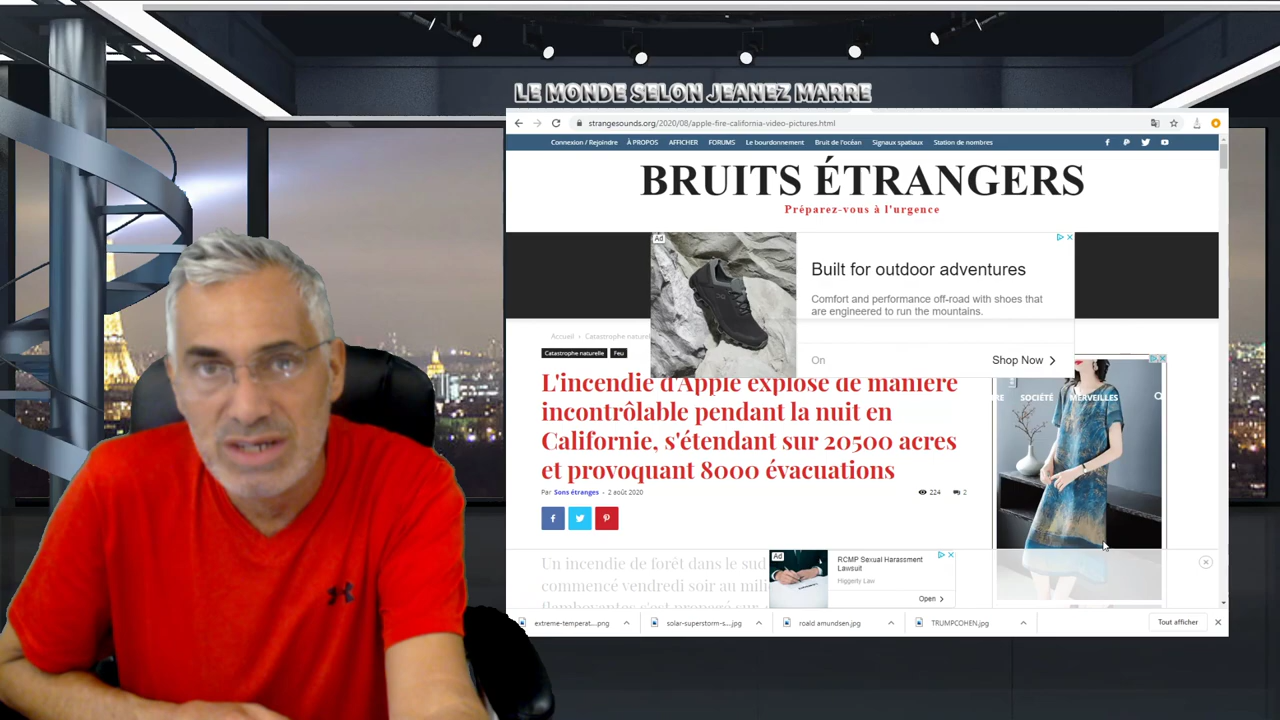 LE MONDE SELON JEANEZ MARRE
strangesounds.org/2020/08/apple-fire-california-video-pictures.html
Connexion / Rejoindre À PROPOS AFFICHER FORUMS Le bourdonnement Bruit de l'océan Signaux spatiaux Station de nombres
BRUITS ÉTRANGERS
Préparez-vous à l'urgence
Ad
Built for outdoor adventures
Comfort and performance off-road with shoes that
are engineered to run the mountains.
On Shop Now
Accueil Catastrophe
Catastrophe naturelle Feu
L'incendie d'Apple explose de manière
incontrôlable pendant la nuit en
Californie, s'étendant sur 20500 acres
et provoquant 8000 évacuations
SOCIÉTÉ MERVEILLES
Par Sons étranges - 2 août 2020 224 2
Un incendie de forêt dans le sud
commencé vendredi soir au
Ad
RCMP Sexual Harassment
Lawsuit
Higgerty Law
Open
extreme-temperat....png solar-superstorm-s....jpg roald amundsen.jpg TRUMPCOHEN.jpg Tout afficher